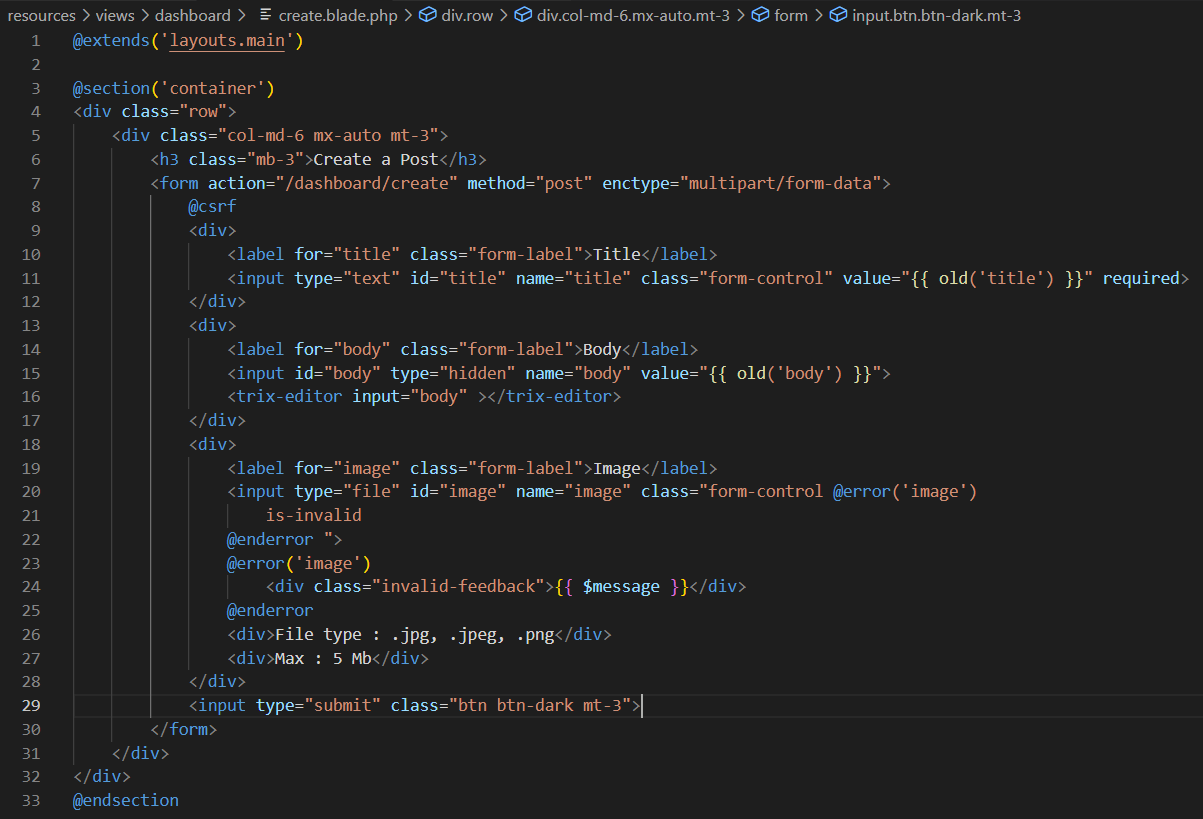 resources > views > dashboard > create.blade.php > div.row > div.col-md-6.mx-auto.mt-3 > form > input.btn.btn-dark.mt-3
1 @extends('layouts.main')
2
3 @section('container')
4 <div class="row">
5     <div class="col-md-6 mx-auto mt-3">
6         <h3 class="mb-3">Create a Post</h3>
7         <form action="/dashboard/create" method="post" enctype="multipart/form-data">
8             @csrf
9             <div>
10                 <label for="title" class="form-label">Title</label>
11                 <input type="text" id="title" name="title" class="form-control" value="{{ old('title') }}" required>
12             </div>
13             <div>
14                 <label for="body" class="form-label">Body</label>
15                 <input id="body" type="hidden" name="body" value="{{ old('body') }}">
16                 <trix-editor input="body" ></trix-editor>
17             </div>
18             <div>
19                 <label for="image" class="form-label">Image</label>
20                 <input type="file" id="image" name="image" class="form-control @error('image')
21                     is-invalid
22                 @enderror ">
23                 @error('image')
24                     <div class="invalid-feedback">{{ $message }}</div>
25                 @enderror
26                 <div>File type : .jpg, .jpeg, .png</div>
27                 <div>Max : 5 Mb</div>
28             </div>
29             <input type="submit" class="btn btn-dark mt-3">
30         </form>
31     </div>
32 </div>
33 @endsection